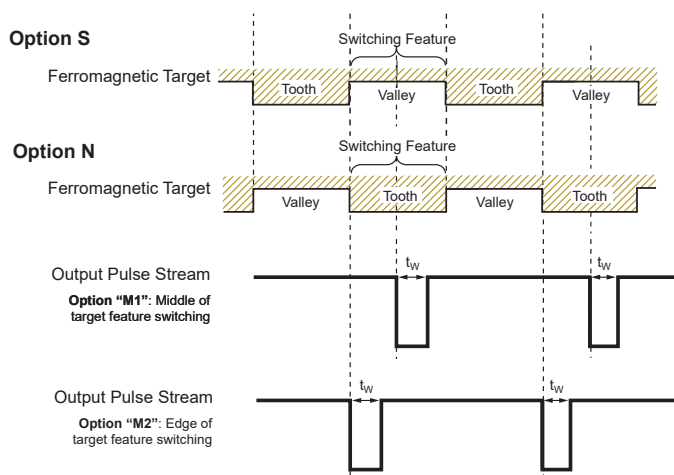 Option S
Switching Feature
Ferromagnetic Target
Tooth
Valley
Tooth
Valley
Option N
Switching Feature
Ferromagnetic Target
Valley
Tooth
Valley
Tooth
Output Pulse Stream
tW
tW
Option “M1”: Middle of
target feature switching
Output Pulse Stream
tW
tW
Option “M2”: Edge of
target feature switching